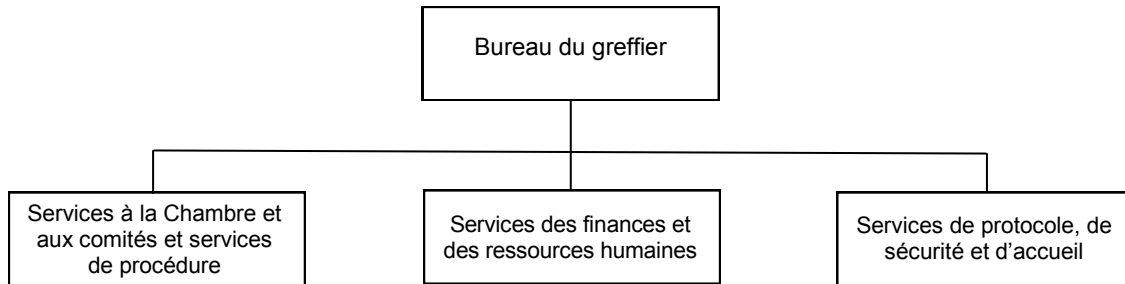 Bureau du greffier
Services à la Chambre et
aux comités et services
de procédure
Services des finances et
des ressources humaines
Services de protocole, de
sécurité et d’accueil